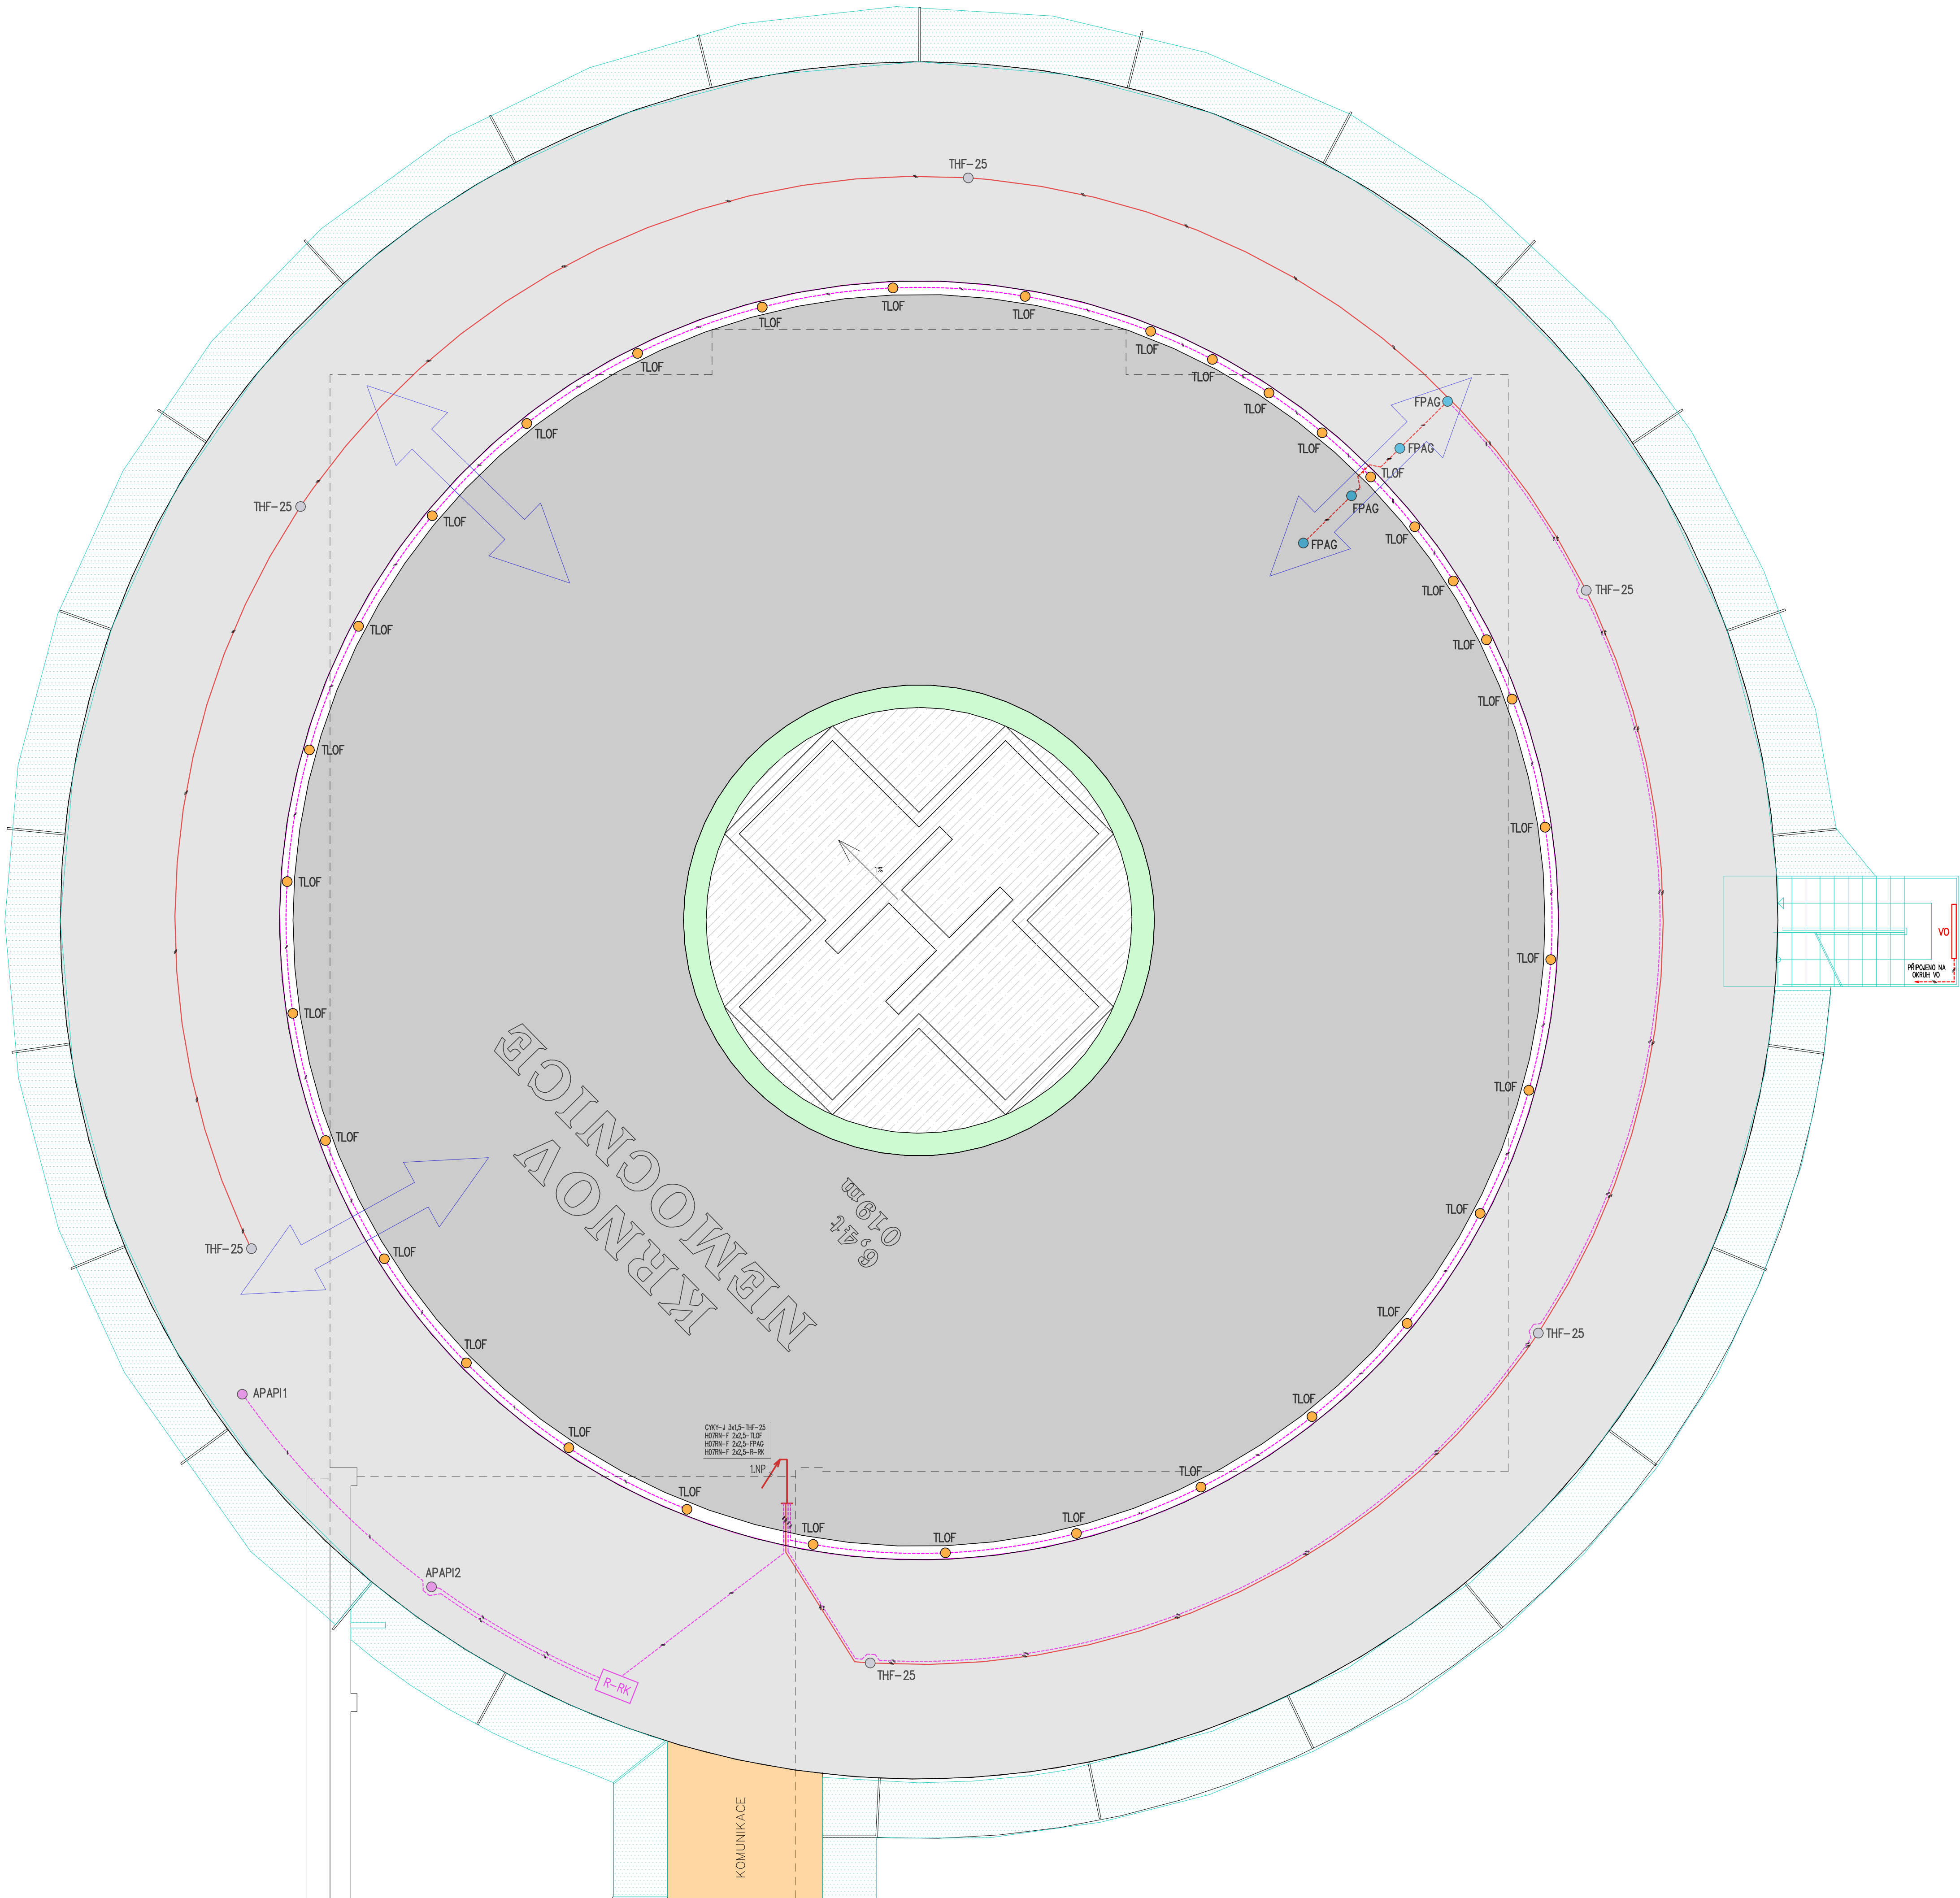 THF-25
TLOF
TLOF
TLOF
TLOF
TLOF
TLOF
TLOF
FPAG
TLOF
TLOF
TLOF
FPAG
TLOF
THF-25
FPAG
TLOF
TLOF
FPAG
THF-25
TLOF
TLOF
TLOF
TLOF
TLOF
TLOF
1%
TLOF
VO
TLOF
PŘIPOJENO NA
OKRUH VO
TLOF
TLOF
TLOF
KRNOV
NEMOCNICE
6,4t
019m
TLOF
THF-25
TLOF
TLOF
THF-25
TLOF
APAPI1
TLOF
TLOF
CYKY-J 3x1,5-THF-25
H07RN-F 2x2,5-TLOF
H07RN-F 2x2,5-FPAG
H07RN-F 2x2,5-R-RK
1.NP
TLOF
TLOF
TLOF
TLOF
TLOF
APAPI2
THF-25
R-RK
KOMUNIKACE